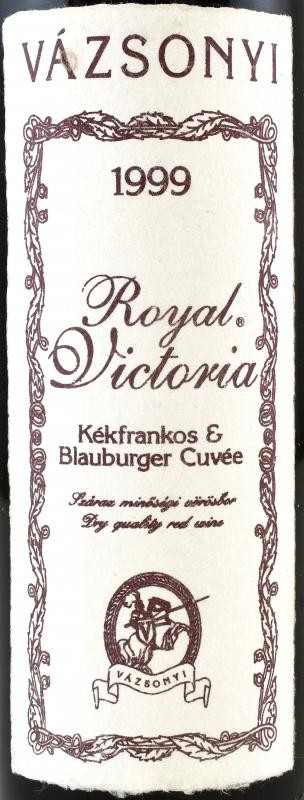 VÁZSONYI
1999
Royal®
Victoria
Kékfrankos &
Blauburger Cuvée
Száraz minőségi vörösbor
Dry quality red wine
VÁZSONYI